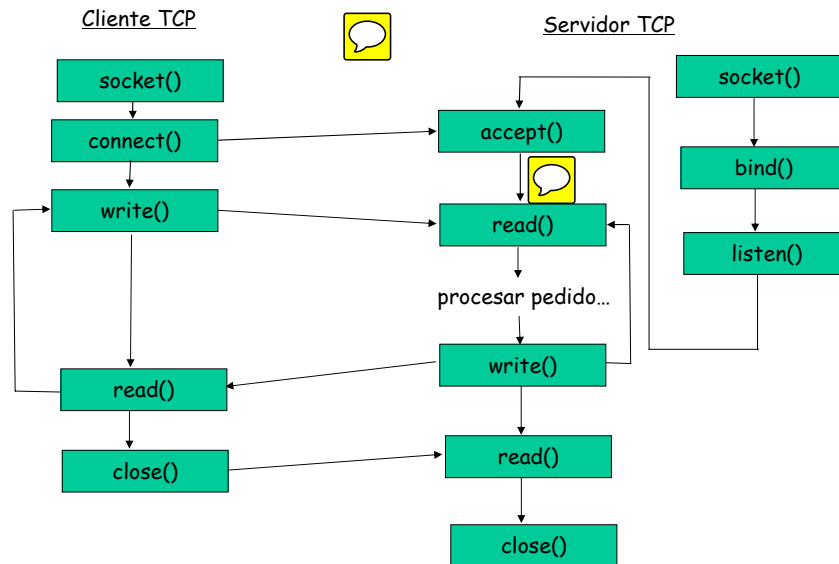 Cliente TCP
Servidor TCP
socket()
connect()
write()
read()
close()
accept()
read()
procesar pedido...
write()
read()
close()
socket()
bind()
listen()